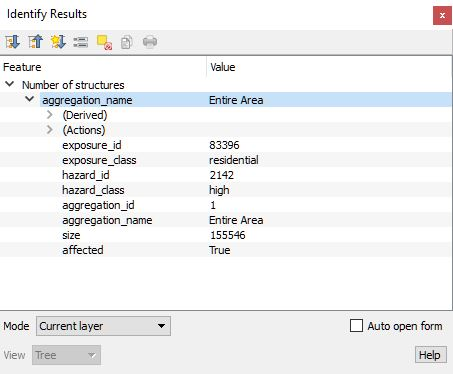 Identify Results
x
Feature Value
Number of structures
aggregation_name Entire Area
(Derived)
(Actions)
exposure_id 83396
exposure_class residential
hazard_id 2142
hazard_class high
aggregation_id 1
aggregation_name Entire Area
size 155546
affected True
Mode Current layer Auto open form
View Tree Help